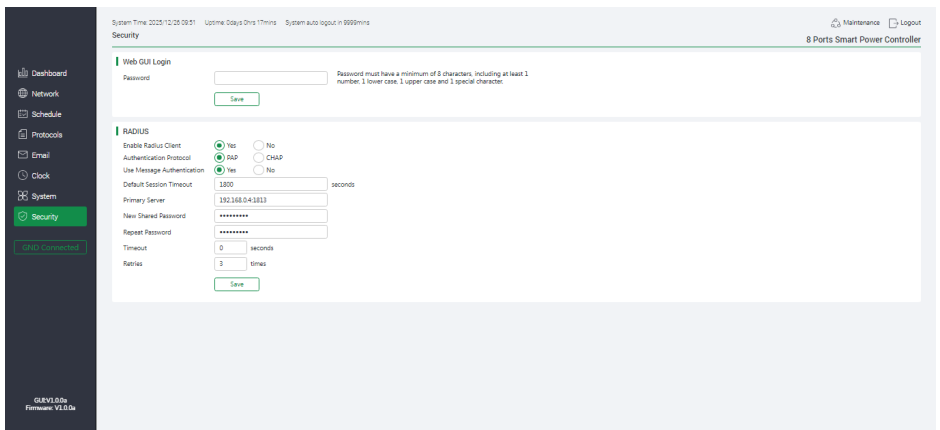 System Time: 2025/12/26 09:51 Uptime: 0days 0hrs 17mins System auto logout in 9999mins
Maintenance Logout
Security
8 Ports Smart Power Controller
Dashboard
Network
Schedule
Protocols
Email
Clock
System
Security
GND Connected
GUI:V1.0.0a
Firmware: V1.0.0a
Web GUI Login
Password
Password must have a minimum of 8 characters, including at least 1
number, 1 lower case, 1 upper case and 1 special character.
Save
RADIUS
Enable Radius Client Yes No
Authentication Protocol PAP CHAP
Use Message Authentication Yes No
Default Session Timeout 1800 seconds
Primary Server 192.168.0.4:1813
New Shared Password •••••••••
Repeat Password •••••••••
Timeout 0 seconds
Retries 3 times
Save